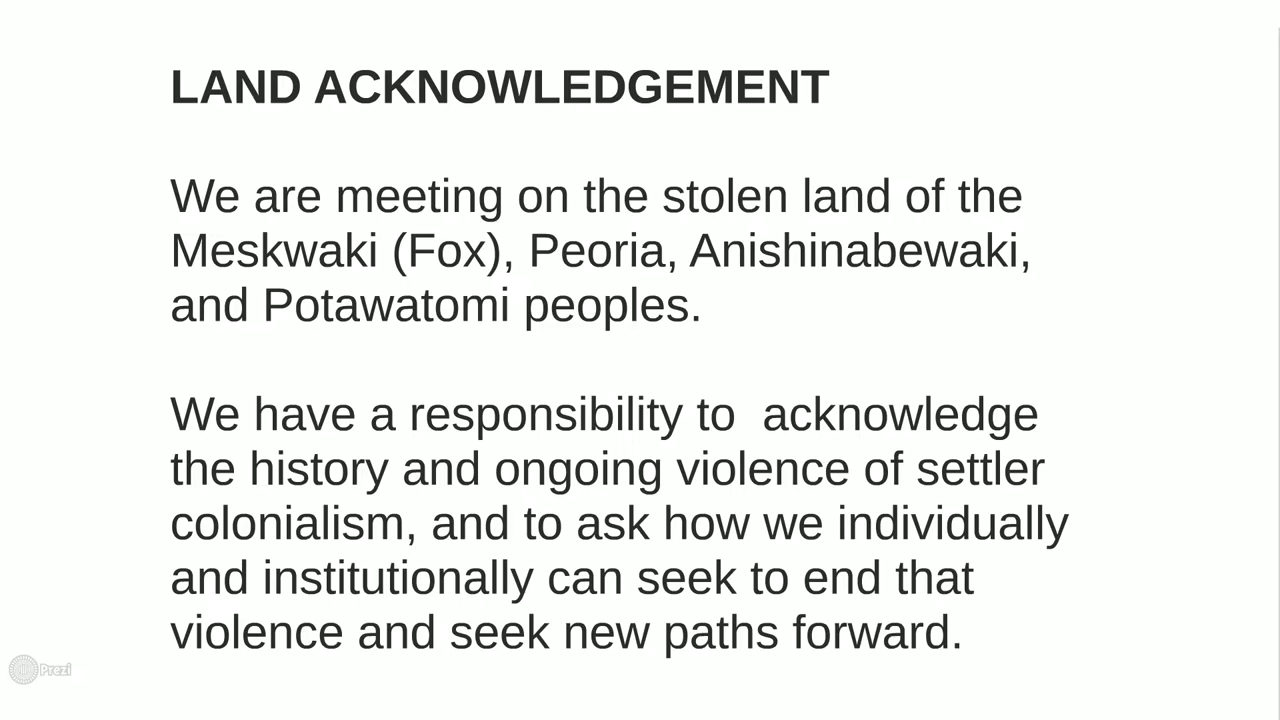 LAND ACKNOWLEDGEMENT
We are meeting on the stolen land of the
Meskwaki (Fox), Peoria, Anishinabewaki,
and Potawatomi peoples.
We have a responsibility to  acknowledge
the history and ongoing violence of settler
colonialism, and to ask how we individually
and institutionally can seek to end that
violence and seek new paths forward.
Prezi